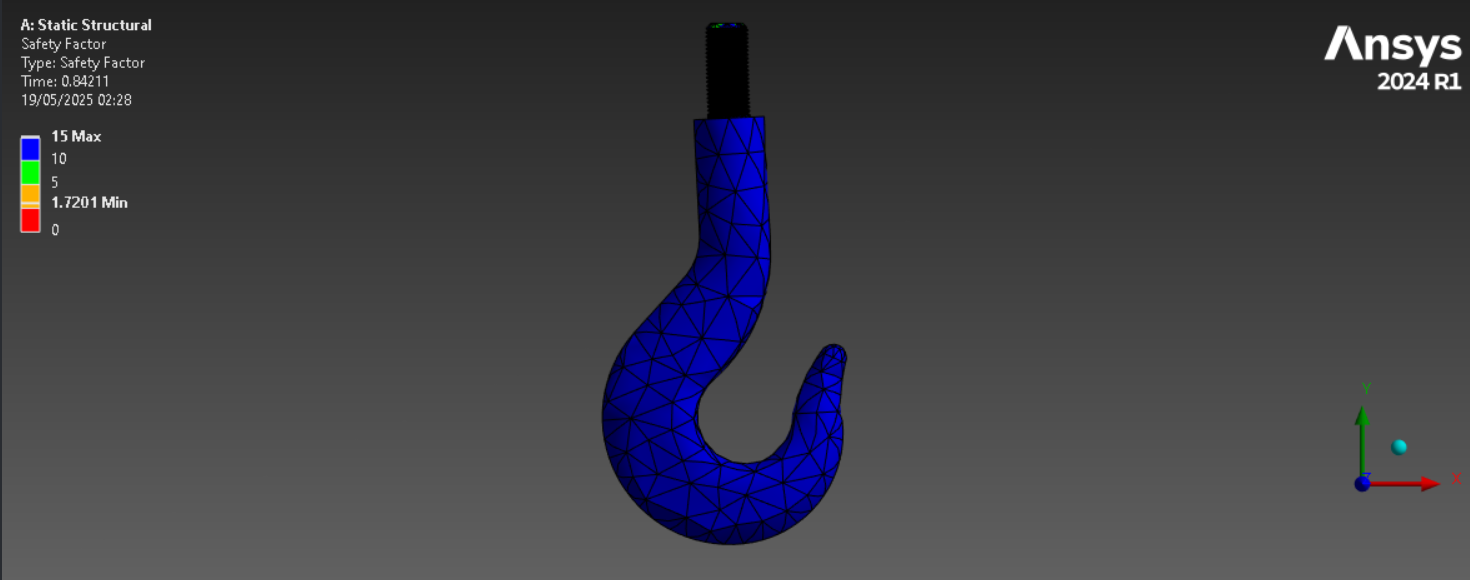 A: Static Structural
Safety Factor
Type: Safety Factor
Time: 0.84211
19/05/2025 02:28
15 Max
10
5
1.7201 Min
0
Ansys
2024 R1
Y
Z
X